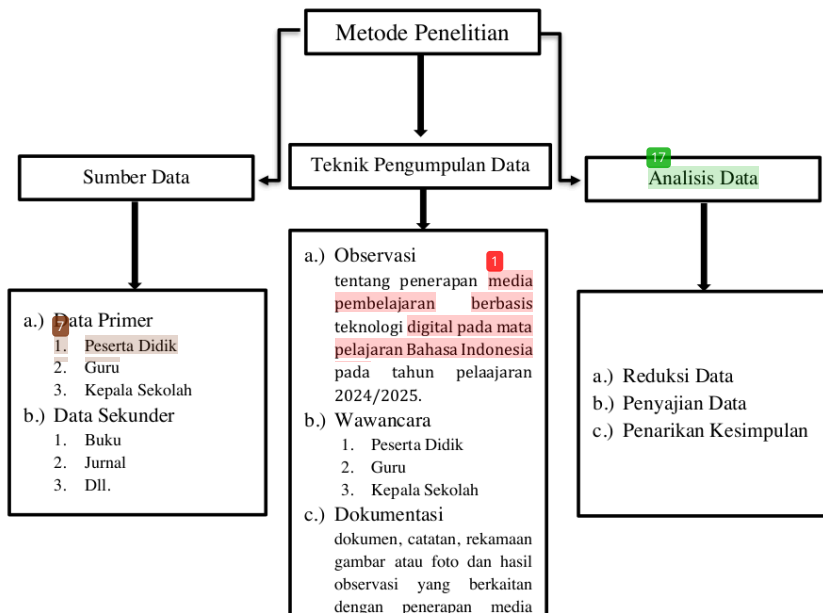 Metode Penelitian
Sumber Data
Teknik Pengumpulan Data
17
Analisis Data
a.) Data Primer
7
1. Peserta Didik
2. Guru
3. Kepala Sekolah
b.) Data Sekunder
1. Buku
2. Jurnal
3. Dll.
a.) Observasi
1
tentang penerapan media
pembelajaran berbasis
teknologi digital pada mata
pelajaran Bahasa Indonesia
pada tahun pelaajaran
2024/2025.
b.) Wawancara
1. Peserta Didik
2. Guru
3. Kepala Sekolah
c.) Dokumentasi
dokumen, catatan, rekamaan
gambar atau foto dan hasil
observasi yang berkaitan
dengan penerapan media
a.) Reduksi Data
b.) Penyajian Data
c.) Penarikan Kesimpulan